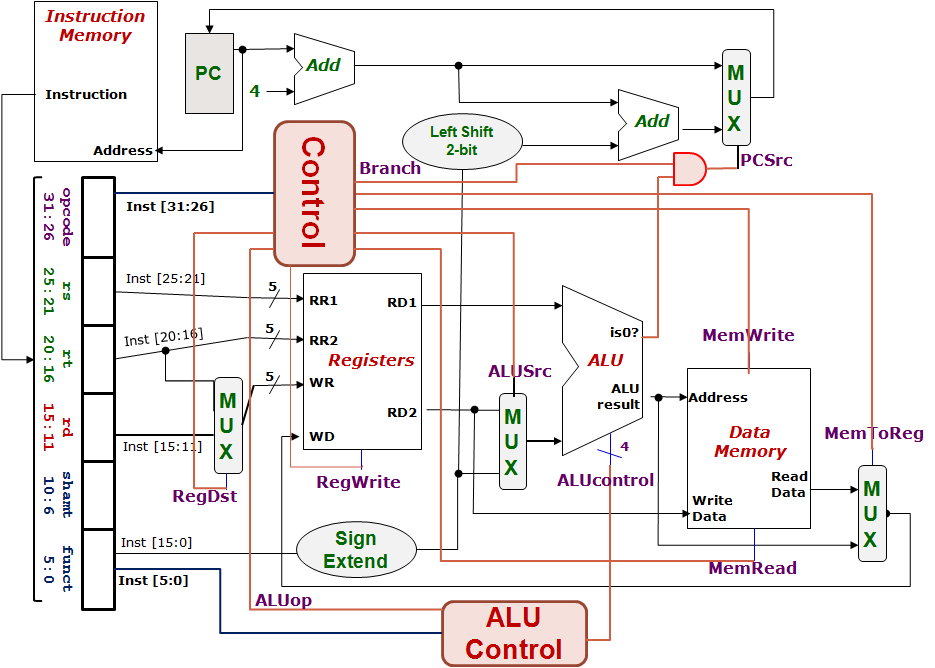 Instruction
Memory
Instruction
Address
PC
4
Add
Left Shift
2-bit
Add
M
U
X
PCSrc
Control
Branch
opcode
31:26
rs
25:21
rt
20:16
rd
15:11
shamt
10:6
funct
5:0
Inst [31:26]
Inst [25:21]
Inst [20:16]
Inst [15:11]
Inst [15:0]
Inst [5:0]
5
5
5
M
U
X
RegDst
RR1
RR2
WR
WD
Registers
RD1
RD2
RegWrite
Sign
Extend
ALUSrc
M
U
X
is0?
ALU
ALU
result
4
ALUcontrol
MemWrite
Address
Data
Memory
Read
Data
Write
Data
MemRead
MemToReg
M
U
X
ALUop
ALU
Control